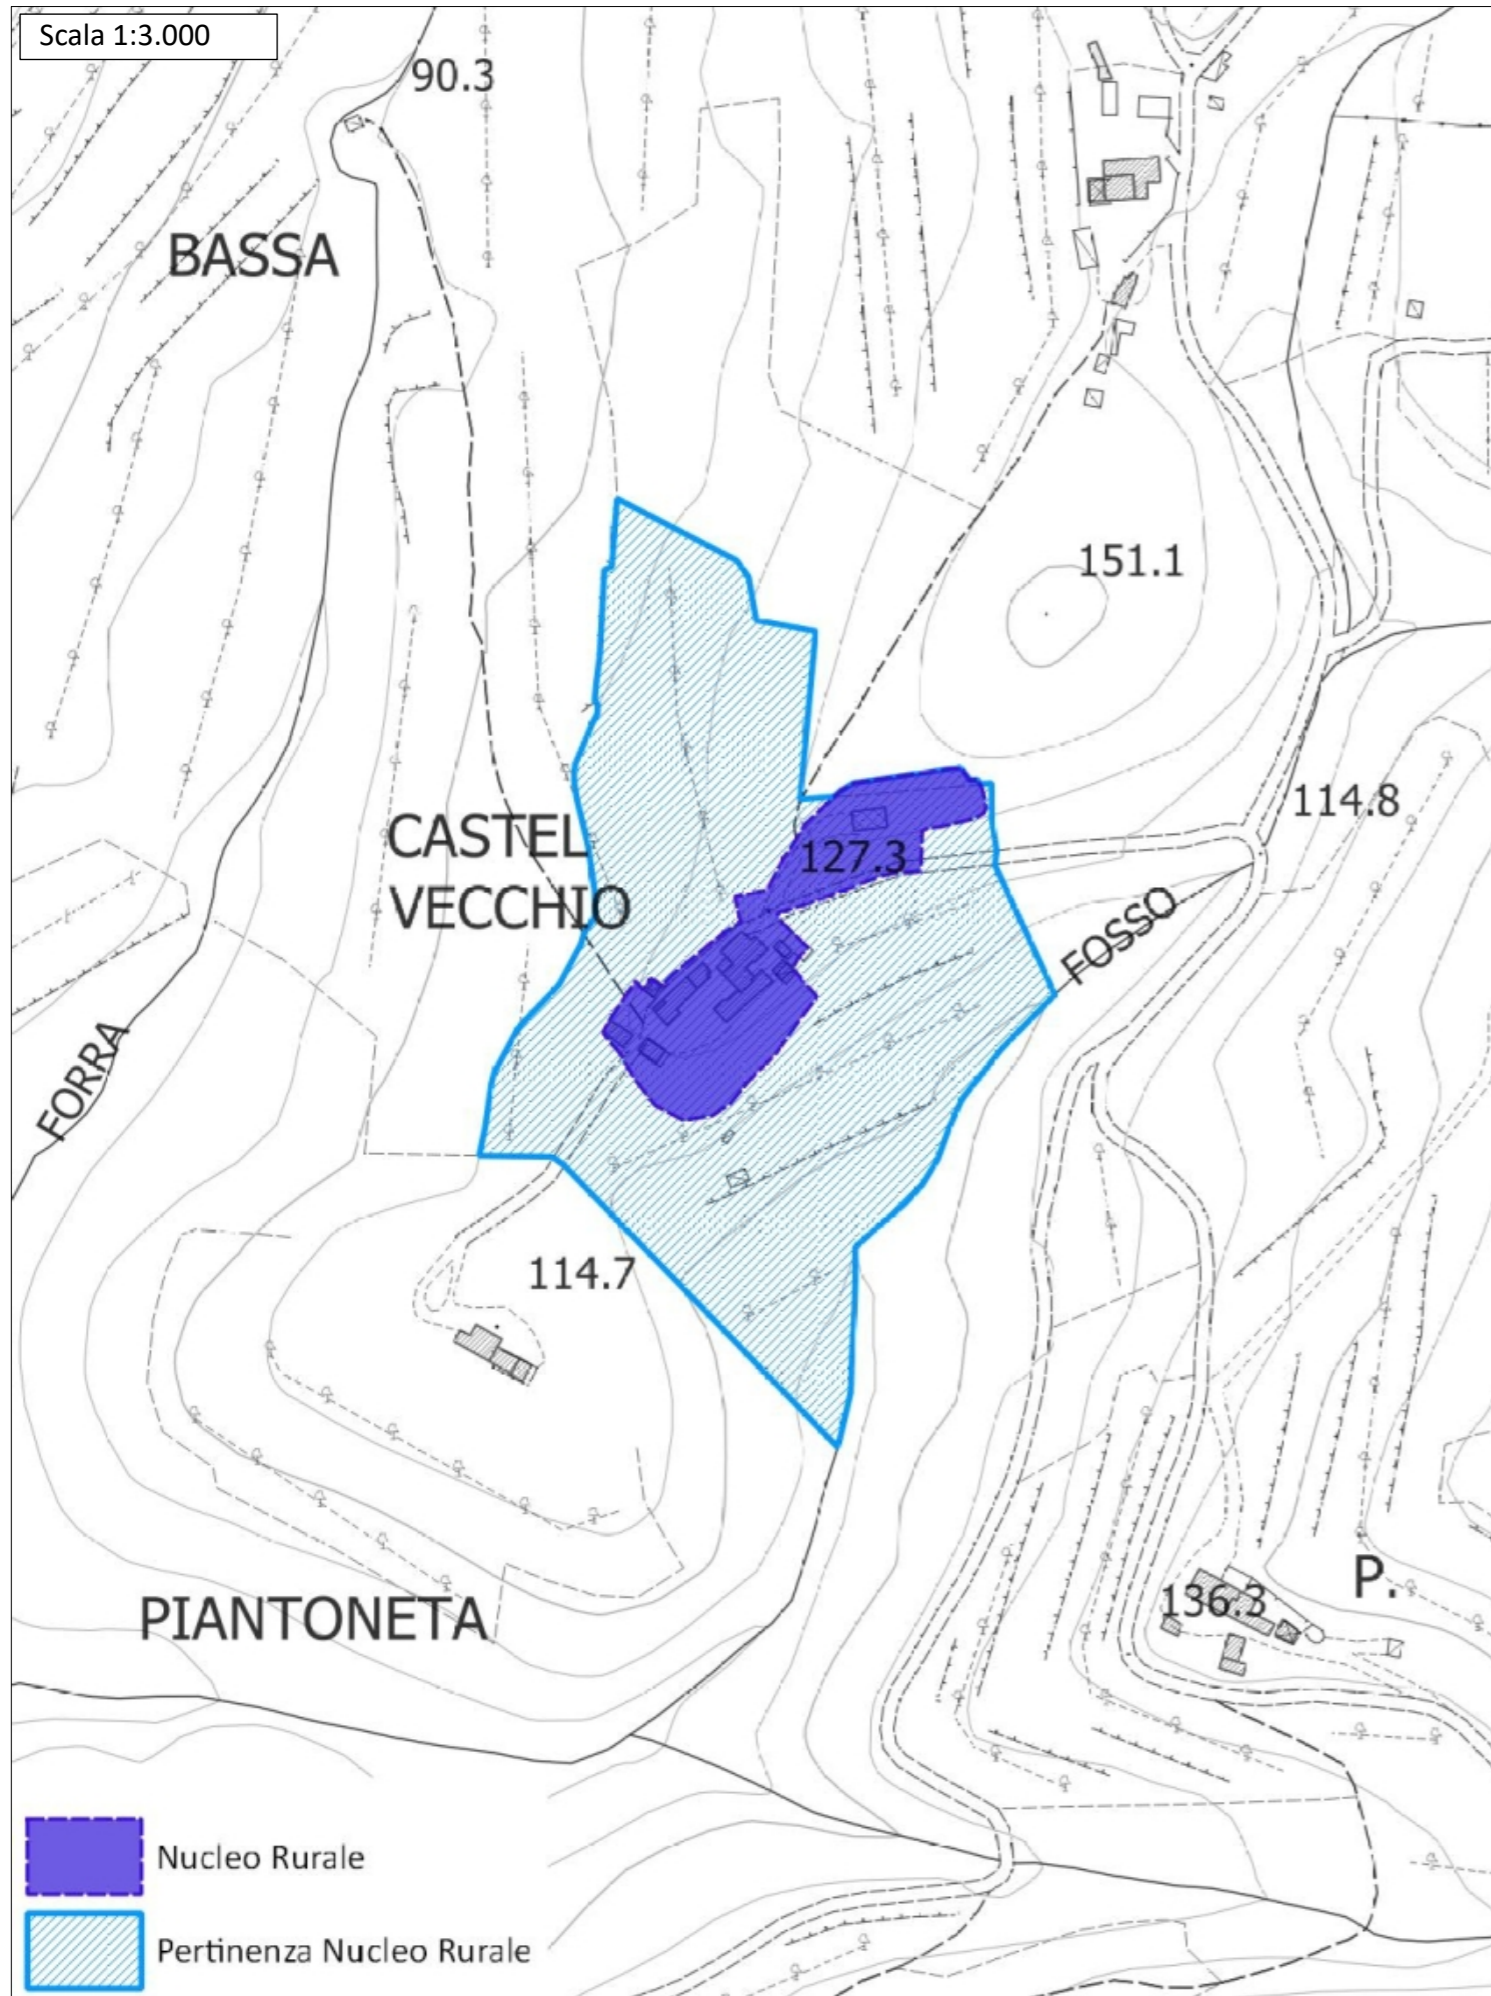 Scala 1:3.000
90.3
BASSA
151.1
114.8
CASTEL
VECCHIO
127.3
FOSSO
FORRA
114.7
P.
136.3
PIANTONETA
Nucleo Rurale
Pertinenza Nucleo Rurale